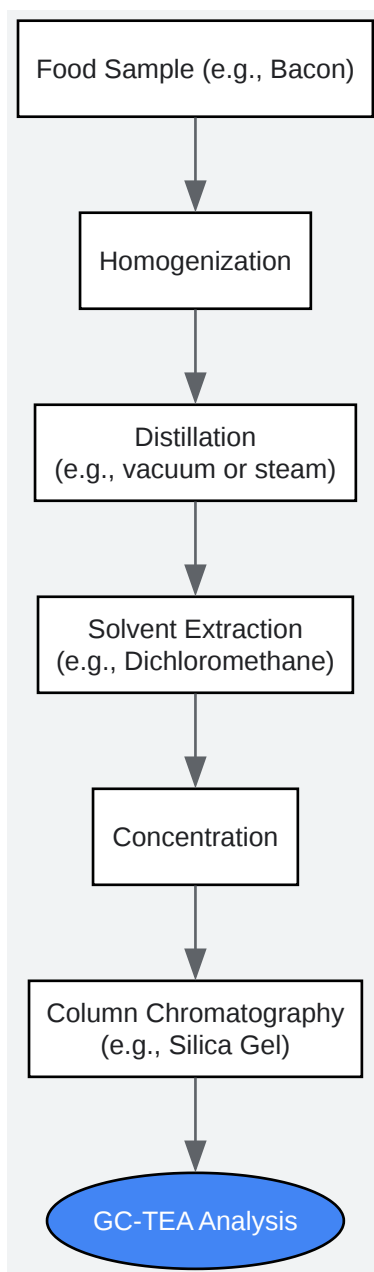 Food Sample (e.g., Bacon)
Homogenization
Distillation
(e.g., vacuum or steam)
Solvent Extraction
(e.g., Dichloromethane)
Concentration
Column Chromatography
(e.g., Silica Gel)
GC-TEA Analysis